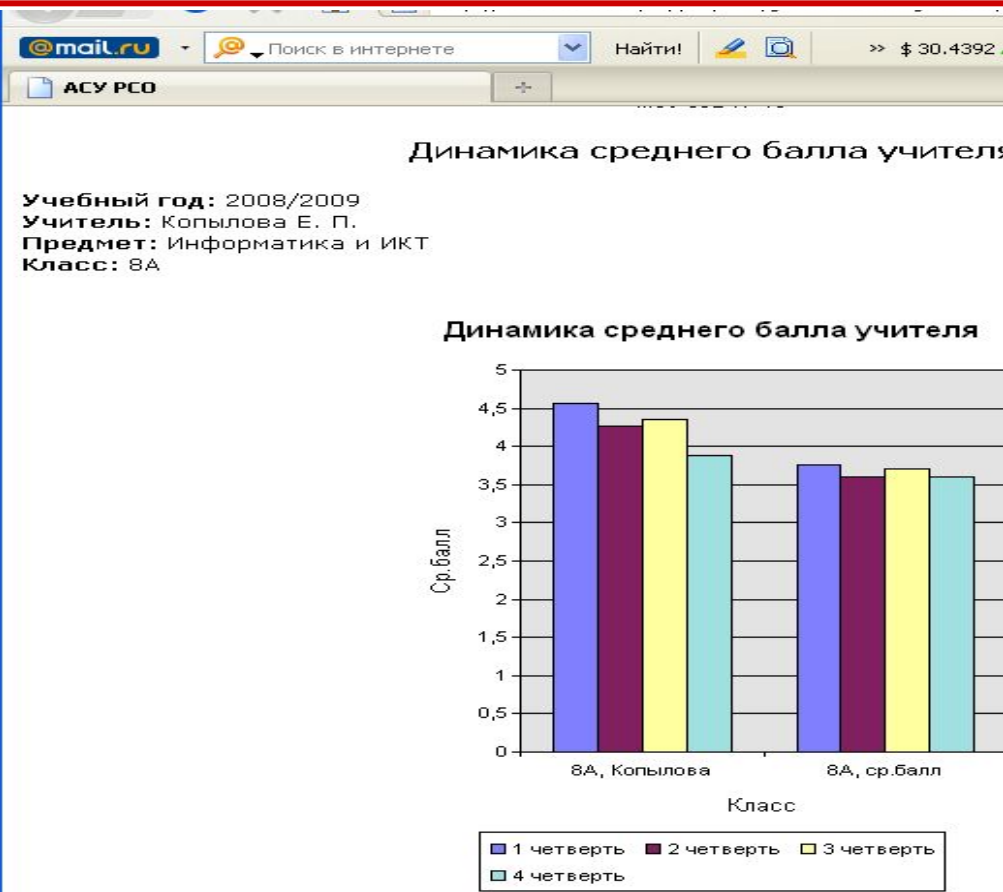 @mail.ru Поиск в интернете Найти! » $ 30.4392
АСУ РСО
Динамика среднего балла учителя
Учебный год: 2008/2009
Учитель: Копылова Е. П.
Предмет: Информатика и ИКТ
Класс: 8А
Динамика среднего балла учителя
5
4,5
4
3,5
3
2,5
2
1,5
1
0,5
0
Ср.балл
8А, Копылова 8А, ср.балл
Класс
1 четверть 2 четверть 3 четверть
4 четверть